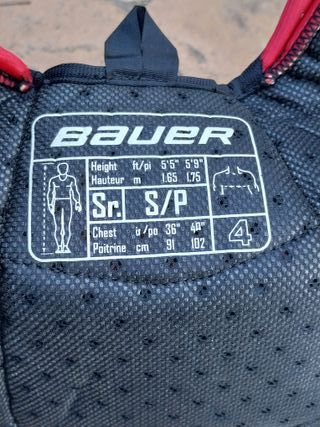 BAUER
Height ft/pi 5'5" 5'9"
Hauteur m 1.65 1.75
Sr. S/P
Chest in/po 36" 40"
Poitrine cm 91 102
4